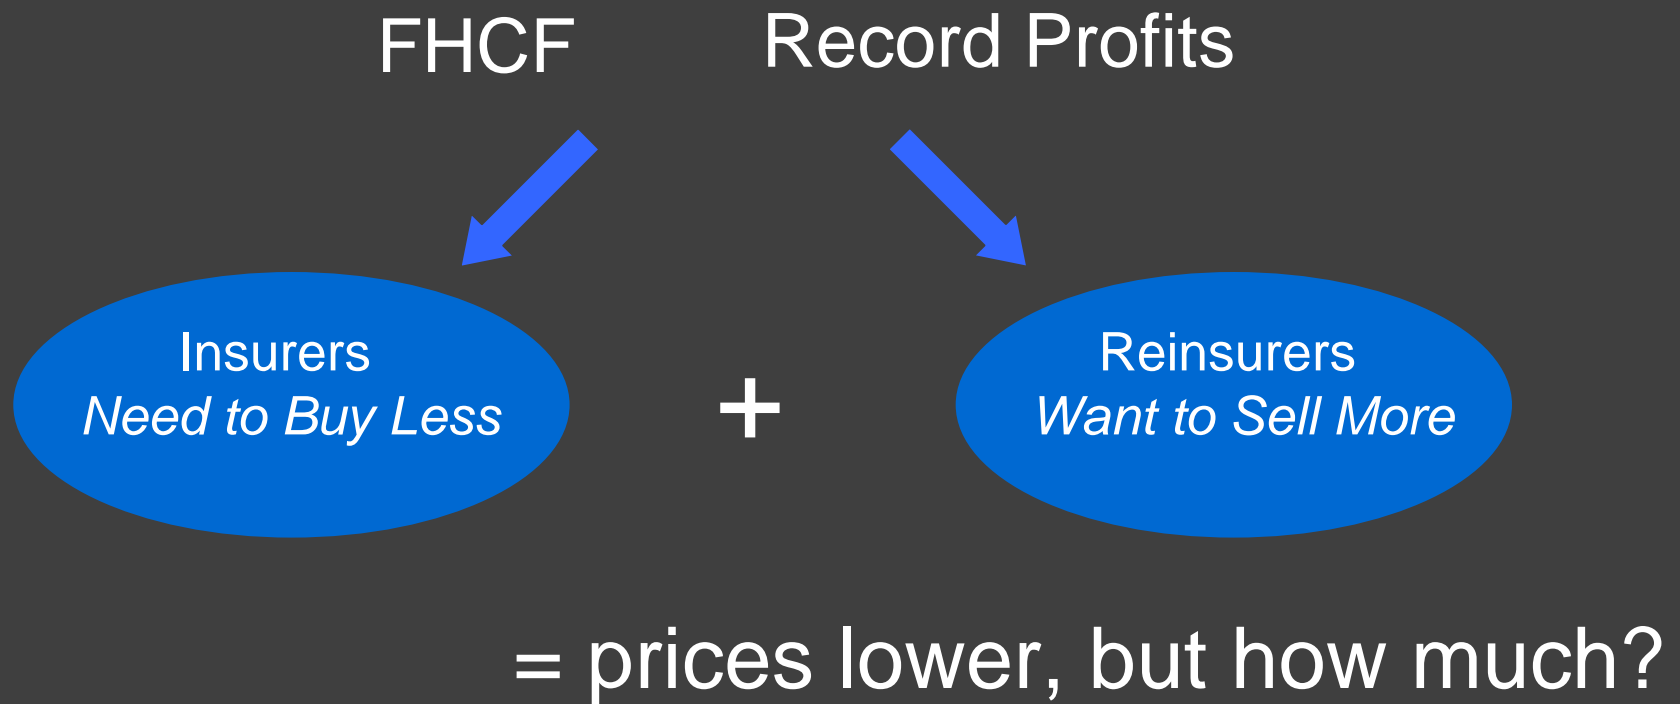 FHCF Record Profits
Insurers
Need to Buy Less
+
Reinsurers
Want to Sell More
= prices lower, but how much?